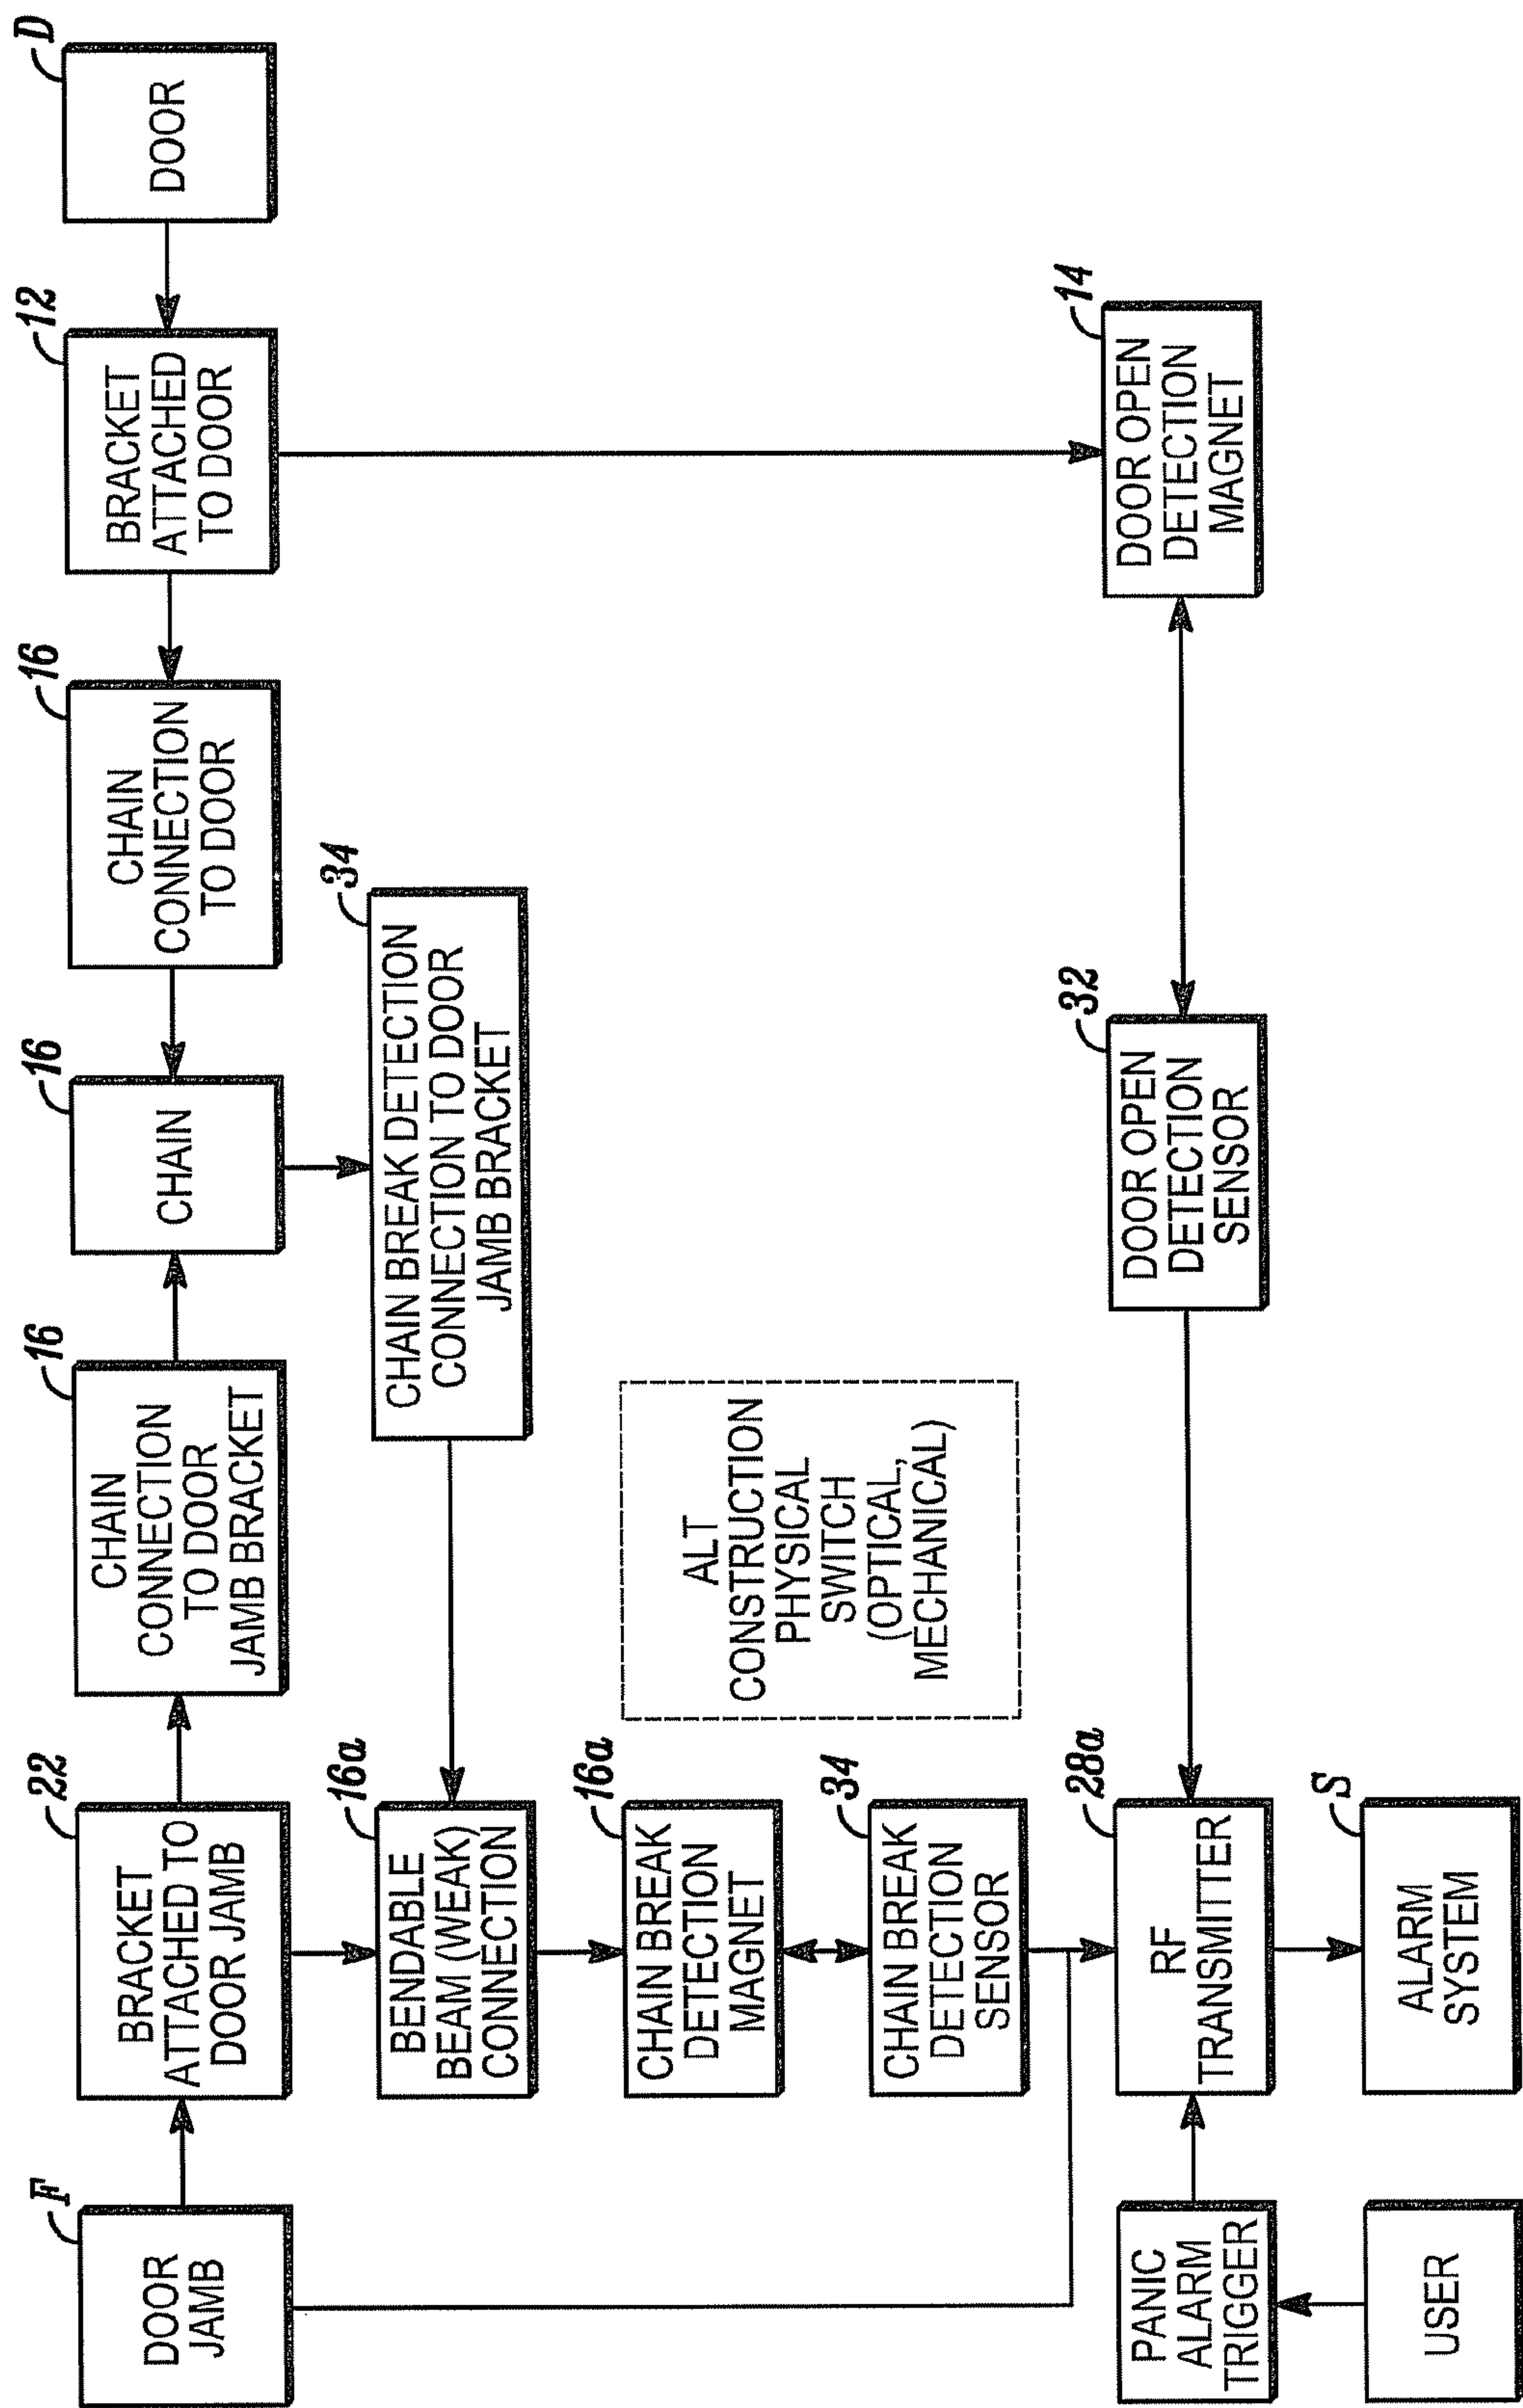 F
DOOR
JAMB
22
BRACKET
ATTACHED TO
DOOR JAMB
16
CHAIN
CONNECTION
TO DOOR
JAMB BRACKET
16
CHAIN
16
CHAIN
CONNECTION
TO DOOR
12
BRACKET
ATTACHED
TO DOOR
D
DOOR
16a
BENDABLE
BEAM (WEAK)
CONNECTION
34
CHAIN BREAK DETECTION
CONNECTION TO DOOR
JAMB BRACKET
16a
CHAIN BREAK
DETECTION
MAGNET
ALT
CONSTRUCTION
PHYSICAL
SWITCH
(OPTICAL,
MECHANICAL)
34
CHAIN BREAK
DETECTION
SENSOR
PANIC
ALARM
TRIGGER
28a
RF
TRANSMITTER
32
DOOR OPEN
DETECTION
SENSOR
14
DOOR OPEN
DETECTION
MAGNET
USER
S
ALARM
SYSTEM